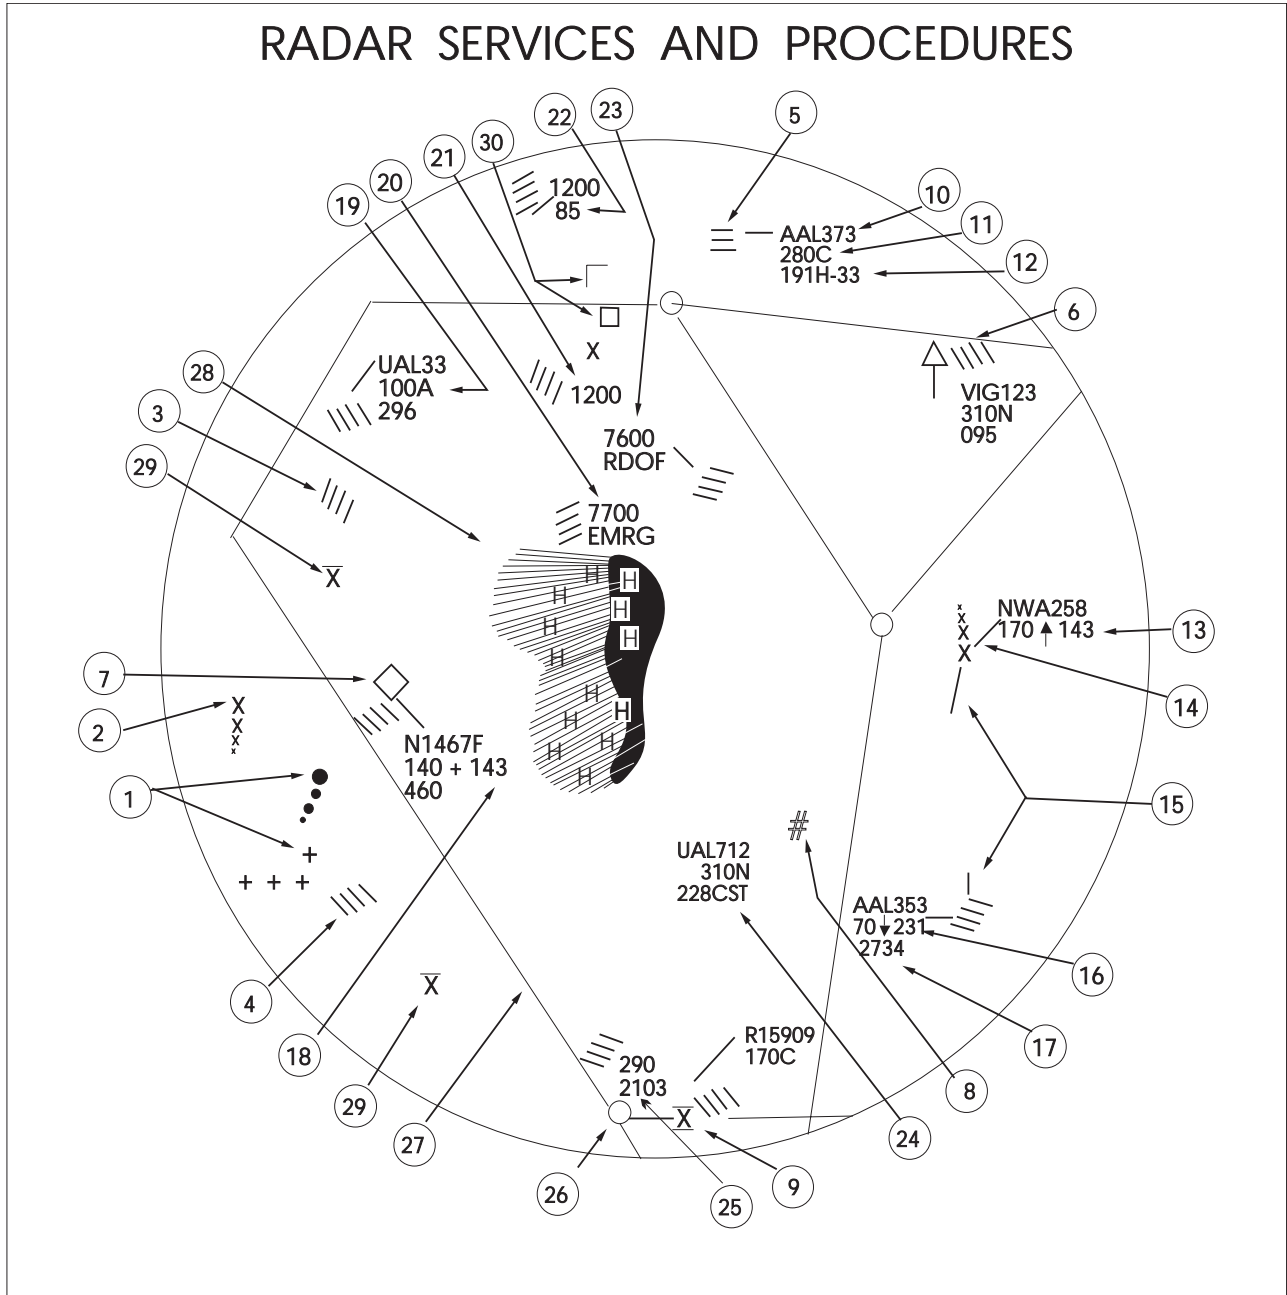 RADAR SERVICES AND PROCEDURES
22
23
5
30
21
20
19
1200
85
10
11
12
AAL373
280C
191H-33
6
X
UAL33
100A
296
1200
VIG123
310N
095
28
3
29
7600
RDOF
7700
EMRG
X
H
H
H
H
H
H
H
H
H
H
H
H
H
X
X
X
X
NWA258
170 ↑ 143
13
14
7
2
X
X
X
X
1
N1467F
140 + 143
460
15
+
+ + +
#
UAL712
310N
228CST
AAL353
70 ↓ 231
2734
4
X
16
17
18
29
27
R15909
170C
290
2103
X
8
24
26
25
9